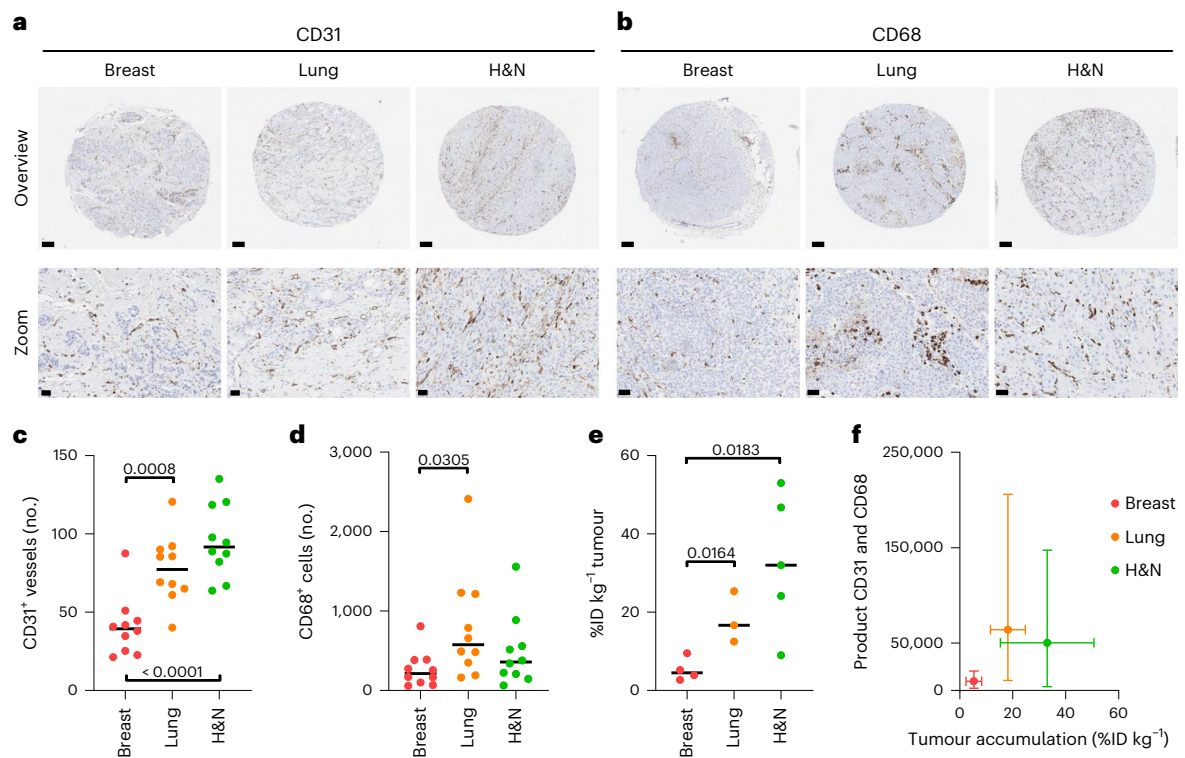 a
CD31
Breast Lung H&N
Overview
Zoom
b
CD68
Breast Lung H&N
c
CD31⁺ vessels (no.)
150
100
50
0
0.0008
< 0.0001
Breast Lung H&N
d
CD68⁺ cells (no.)
3,000
2,000
1,000
0
0.0305
Breast Lung H&N
e
%ID kg⁻¹ tumour
60
40
20
0
0.0183
0.0164
Breast Lung H&N
f
Product CD31 and CD68
250,000
150,000
50,000
0
0 20 40 60
Tumour accumulation (%ID kg⁻¹)
Breast
Lung
H&N